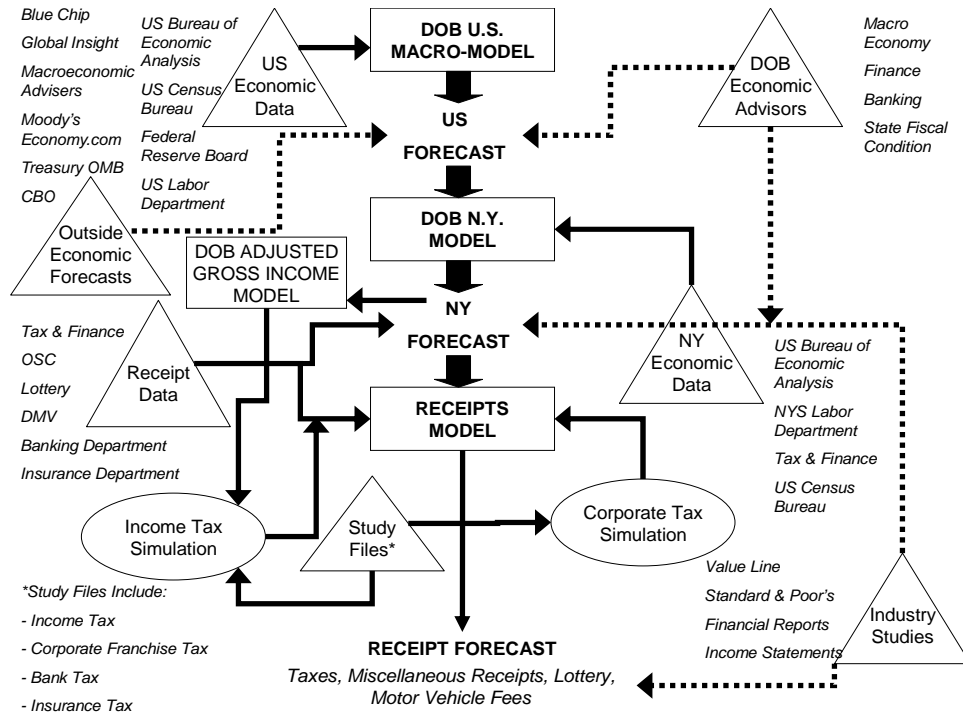 Blue Chip
Global Insight
Macroeconomic
Advisers
Moody's
Economy.com
Treasury OMB
CBO
US Bureau of
Economic
Analysis
US Census
Bureau
Federal
Reserve Board
US Labor
Department
US
Economic
Data
DOB U.S.
MACRO-MODEL
DOB
Economic
Advisors
Macro
Economy
Finance
Banking
State Fiscal
Condition
US
FORECAST
Outside
Economic
Forecasts
DOB ADJUSTED
GROSS INCOME
MODEL
DOB N.Y.
MODEL
NY
FORECAST
Tax & Finance
OSC
Lottery
DMV
Banking Department
Insurance Department
Receipt
Data
RECEIPTS
MODEL
NY
Economic
Data
US Bureau of
Economic
Analysis
NYS Labor
Department
Tax & Finance
US Census
Bureau
Income Tax
Simulation
Study
Files*
Corporate Tax
Simulation
Value Line
Standard & Poor's
Financial Reports
Income Statements
Industry
Studies
*Study Files Include:
- Income Tax
- Corporate Franchise Tax
- Bank Tax
- Insurance Tax
RECEIPT FORECAST
Taxes, Miscellaneous Receipts, Lottery,
Motor Vehicle Fees